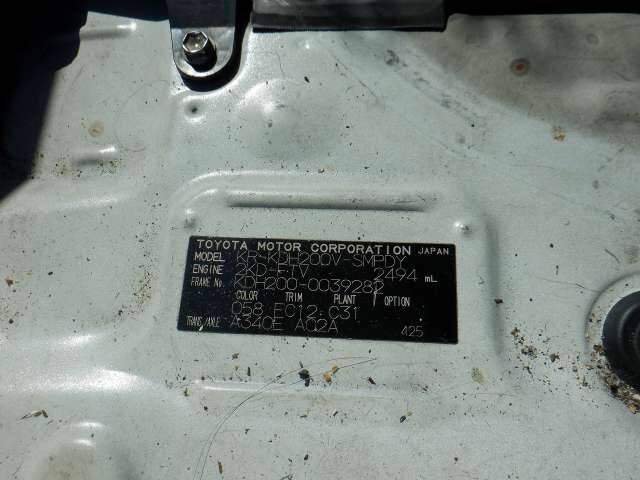 TOYOTA MOTOR CORPORATION JAPAN
MODEL KR-KDH200V-SMPDY
ENGINE 2KD-FTV 2494 mL
FRAME No. KDH200-0039282
COLOR TRIM PLANT OPTION
058 FC12 C31
TRANS/AXLE A340E A02A 425